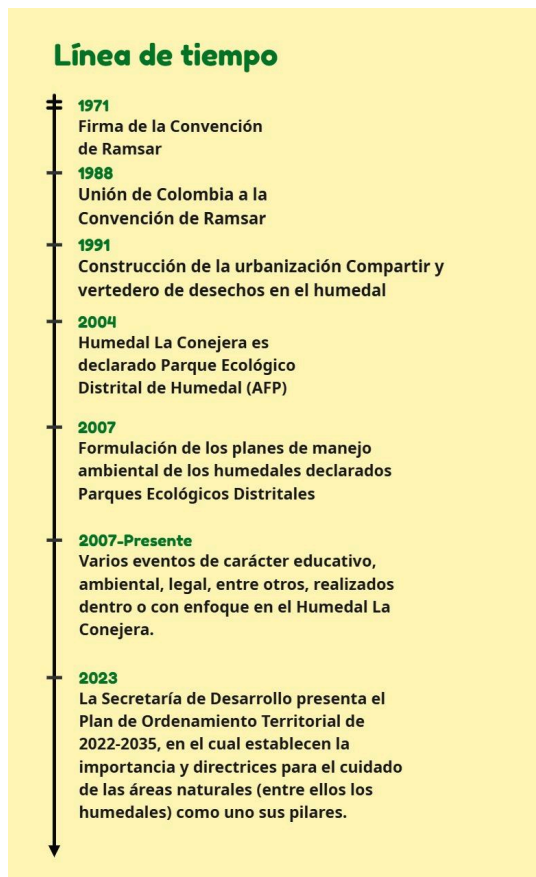 Línea de tiempo
1971
Firma de la Convención
de Ramsar
1988
Unión de Colombia a la
Convención de Ramsar
1991
Construcción de la urbanización Compartir y
vertedero de desechos en el humedal
2004
Humedal La Conejera es
declarado Parque Ecológico
Distrital de Humedal (AFP)
2007
Formulación de los planes de manejo
ambiental de los humedales declarados
Parques Ecológicos Distritales
2007-Presente
Varios eventos de carácter educativo,
ambiental, legal, entre otros, realizados
dentro o con enfoque en el Humedal La
Conejera.
2023
La Secretaría de Desarrollo presenta el
Plan de Ordenamiento Territorial de
2022-2035, en el cual establecen la
importancia y directrices para el cuidado
de las áreas naturales (entre ellos los
humedales) como uno sus pilares.